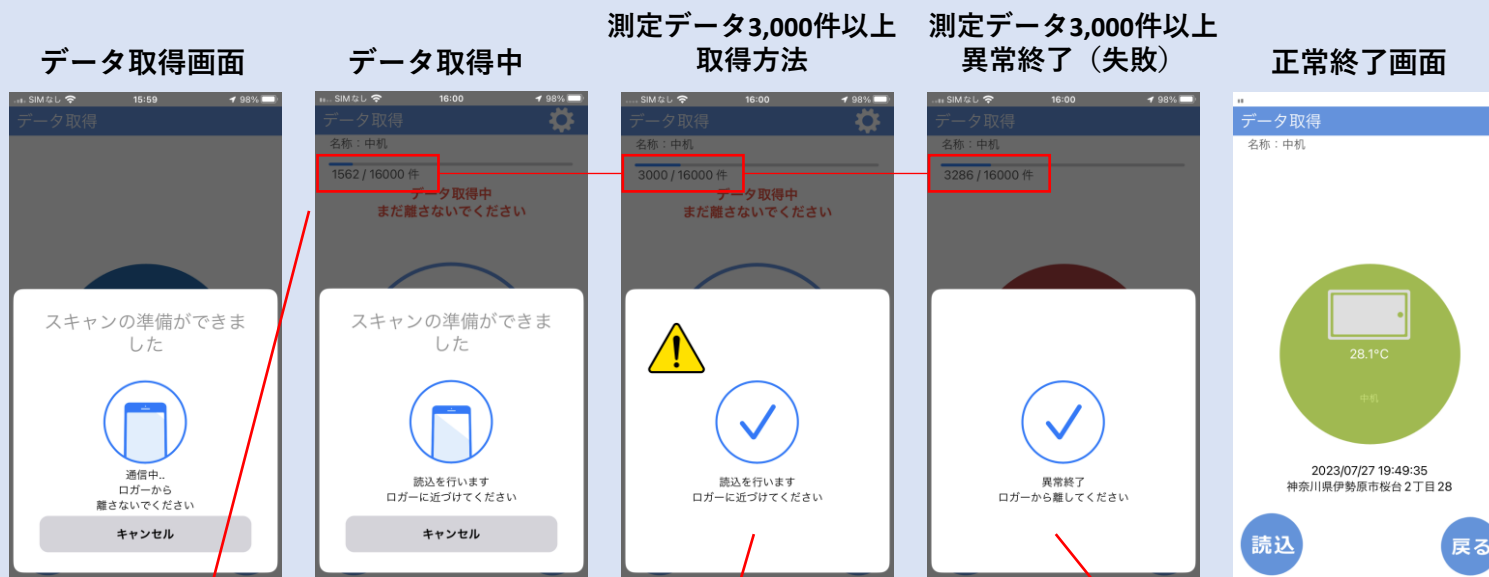 データ取得画面
データ取得中
測定データ3,000件以上
取得方法
測定データ3,000件以上
異常終了（失敗）
正常終了画面
SIMなし 15:59 98%
データ取得
スキャンの準備ができま
した
通信中..
ロガーから
離さないでください
キャンセル
SIMなし 16:00 98%
データ取得
名称：中机
1562 / 16000 件
データ取得中
まだ離さないでください
スキャンの準備ができま
した
読込を行います
ロガーに近づけてください
キャンセル
SIMなし 16:00 98%
データ取得
名称：中机
3000 / 16000 件
データ取得中
まだ離さないでください
読込を行います
ロガーに近づけてください
SIMなし 16:00 98%
データ取得
名称：中机
3286 / 16000 件
異常終了
ロガーから離してください
データ取得
名称：中机
28.1°C
中机
2023/07/27 19:49:35
神奈川県伊勢原市桜台２丁目28
読込
戻る